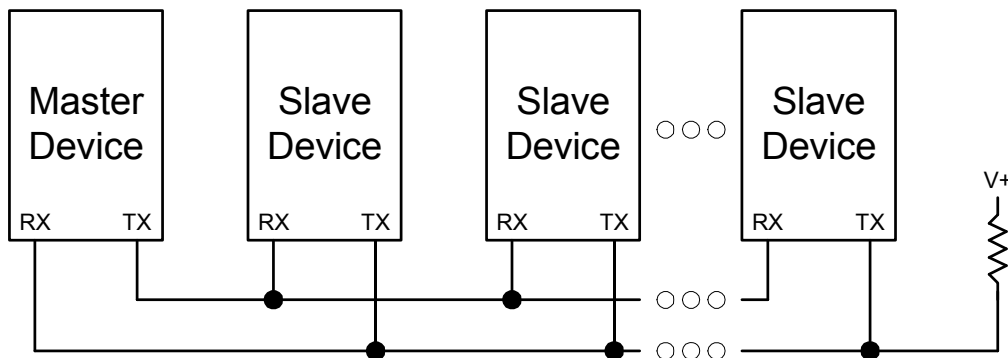 Master
Device
Slave
Device
Slave
Device
Slave
Device
RX TX
RX TX
RX TX
RX TX
V+